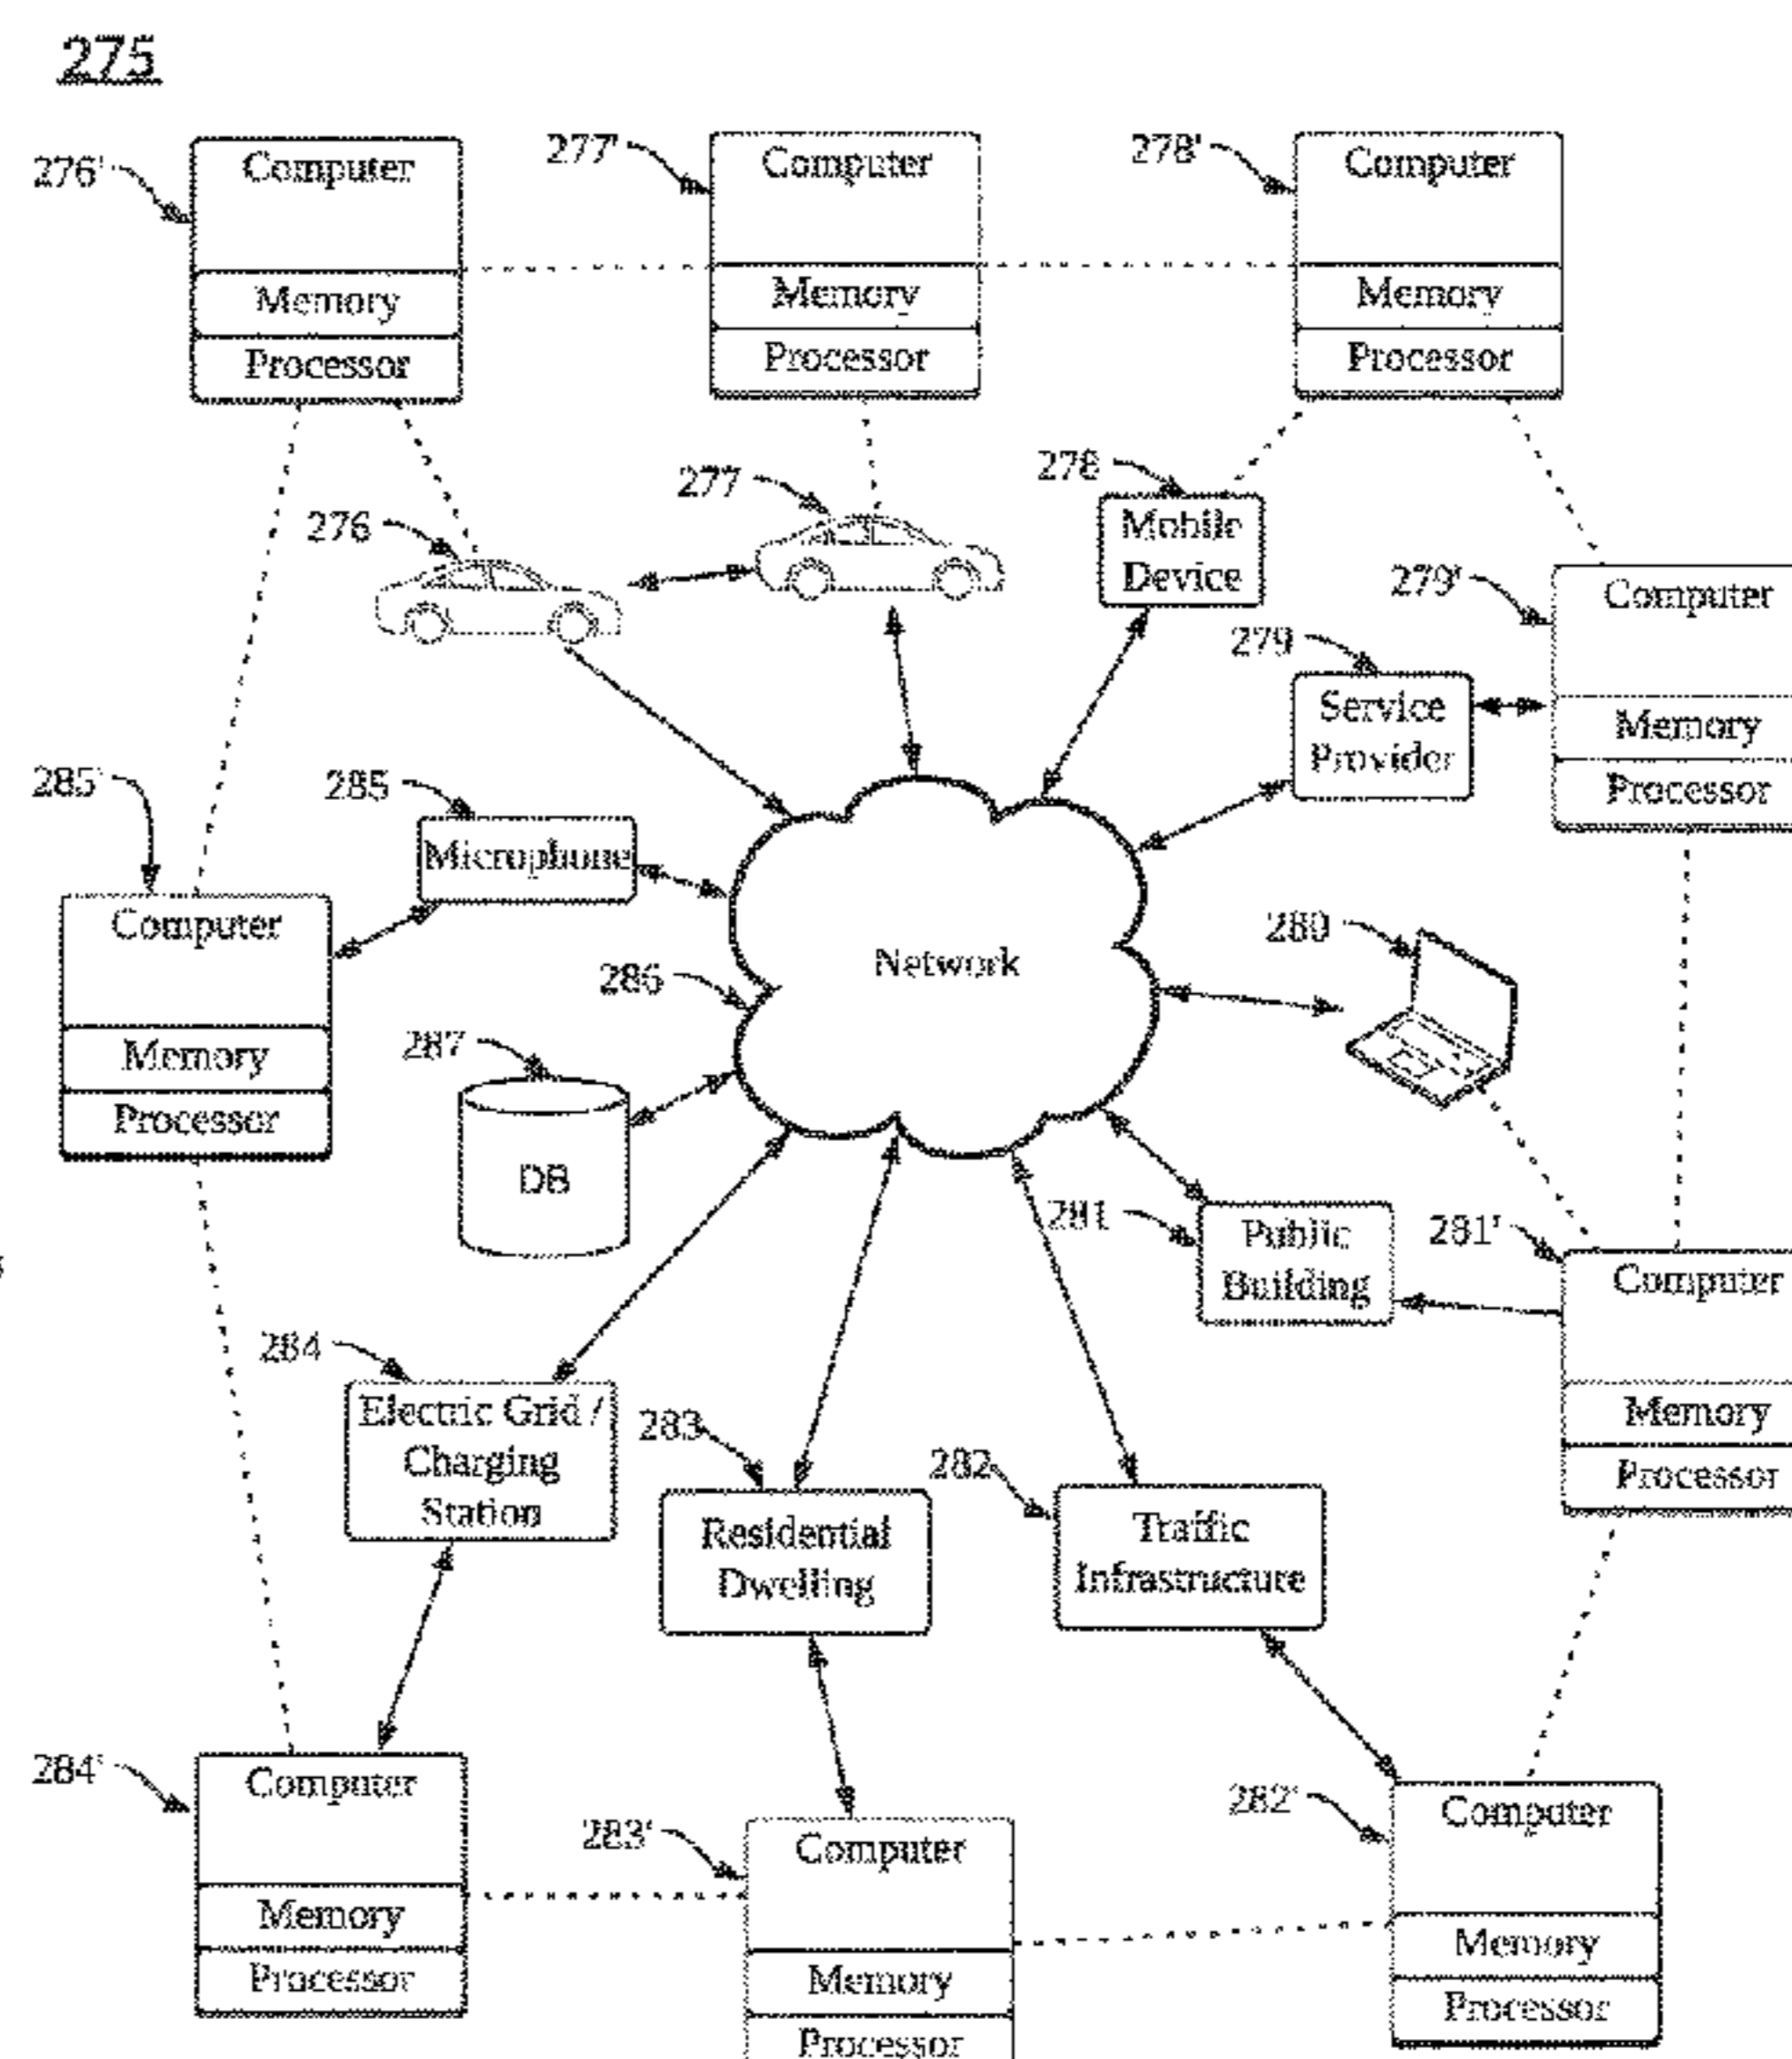 275
276'
Computer
Memory
Processor
277'
Computer
Memory
Processor
278'
Computer
Memory
Processor
276
277
278
Mobile
Device
279'
Computer
Memory
Processor
279
Service
Provider
285'
Computer
Memory
Processor
285
Microphone
Network
286
280
287
DB
281
Public
Building
281'
Computer
Memory
Processor
284
Electric Grid /
Charging
Station
283
Residential
Dwelling
282
Traffic
Infrastructure
284'
Computer
Memory
Processor
283'
Computer
Memory
Processor
282'
Computer
Memory
Processor